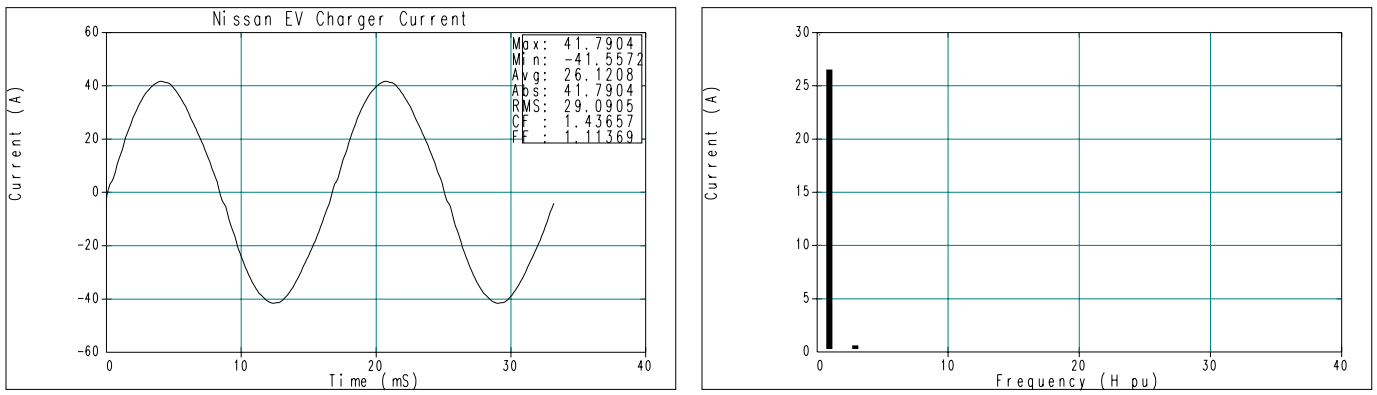 Nissan EV Charger Current
Max: 41.7904
Min: -41.5572
Avg: 26.1208
Abs: 41.7904
RMS: 29.0905
CF : 1.43657
FF : 1.11369
Current (A)
60
40
20
0
-20
-40
-60
0 10 20 30 40
Time (mS)
Current (A)
30
25
20
15
10
5
0
0 10 20 30 40
Frequency (H pu)